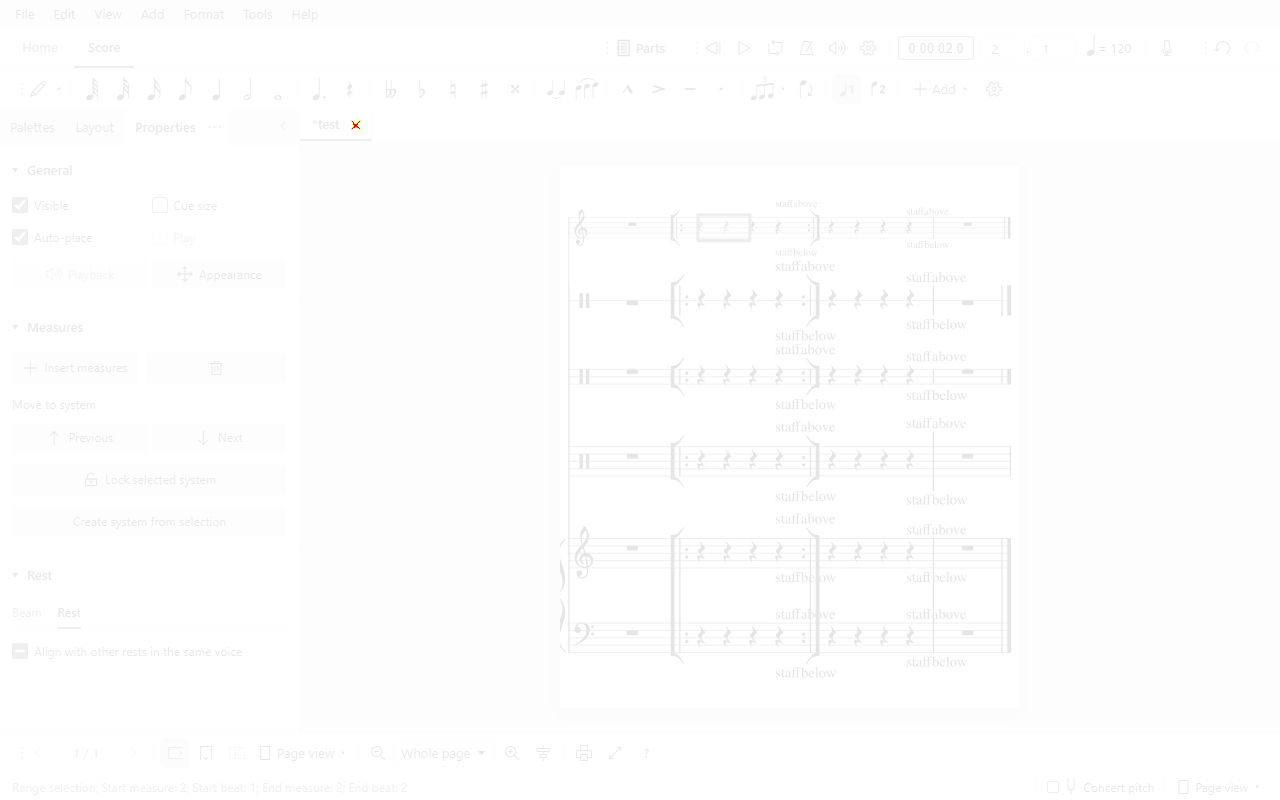 File Edit View Add Format Tools Help
Home Score Parts 0:00:02.0 2 . 1 = 120
1 2 Add
Palettes Layout Properties *test
General
Visible Cue size
Auto-place Play
Playback Appearance
Measures
Insert measures
Move to system
Previous Next
Lock selected system
Create system from selection
Rest
Beam Rest
Align with other rests in the same voice
staffabove
staffabove
staffbelow
staffbelow
staffabove
staffabove
staffbelow
staffbelow
staffabove
staffabove
staffbelow
staffbelow
staffabove
staffabove
staffbelow
staffbelow
staffabove
staffabove
staffbelow staffbelow
staffabove staffabove
staffbelow
staffbelow
1 / 1 Page view Whole page ?
Range selection; Start measure: 2; Start beat: 1; End measure: 2; End beat: 2 Concert pitch Page view